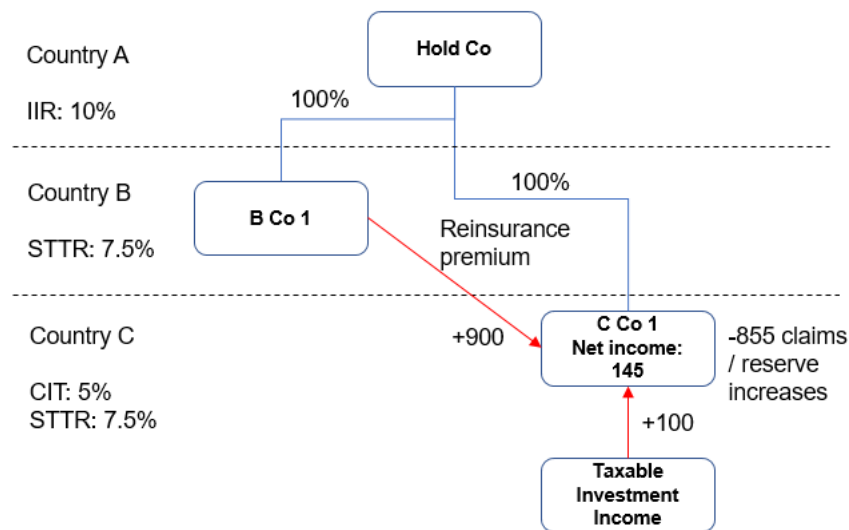 Hold Co
Country A
IIR: 10%
100%
Country B
STTR: 7.5%
B Co 1
100%
Reinsurance
premium
Country C
CIT: 5%
STTR: 7.5%
+900
C Co 1
Net income:
145
-855 claims
/ reserve
increases
+100
Taxable
Investment
Income